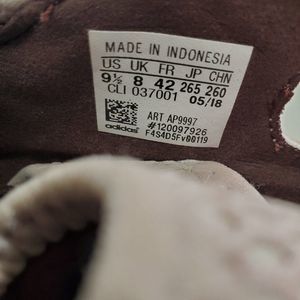 MADE IN INDONESIA
US UK FR JP CHN
9½ 8 42 265 260
CLI 037001 05/18
ART AP9997
#120097926
F4S4D5Fv00119
adidas